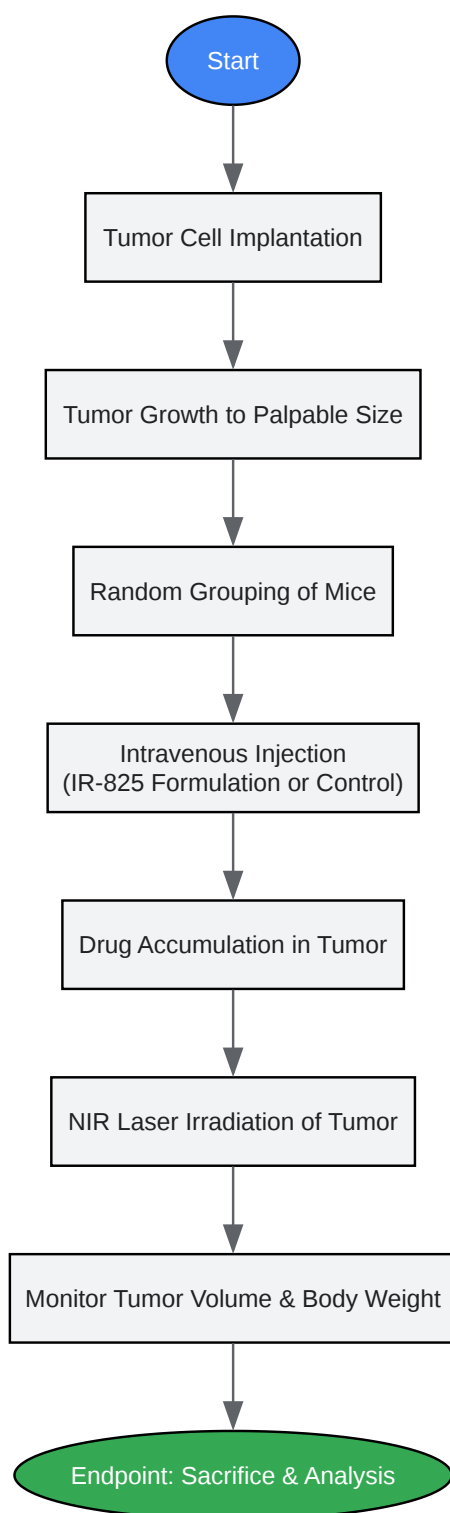 Start
Tumor Cell Implantation
Tumor Growth to Palpable Size
Random Grouping of Mice
Intravenous Injection
(IR-825 Formulation or Control)
Drug Accumulation in Tumor
NIR Laser Irradiation of Tumor
Monitor Tumor Volume & Body Weight
Endpoint: Sacrifice & Analysis